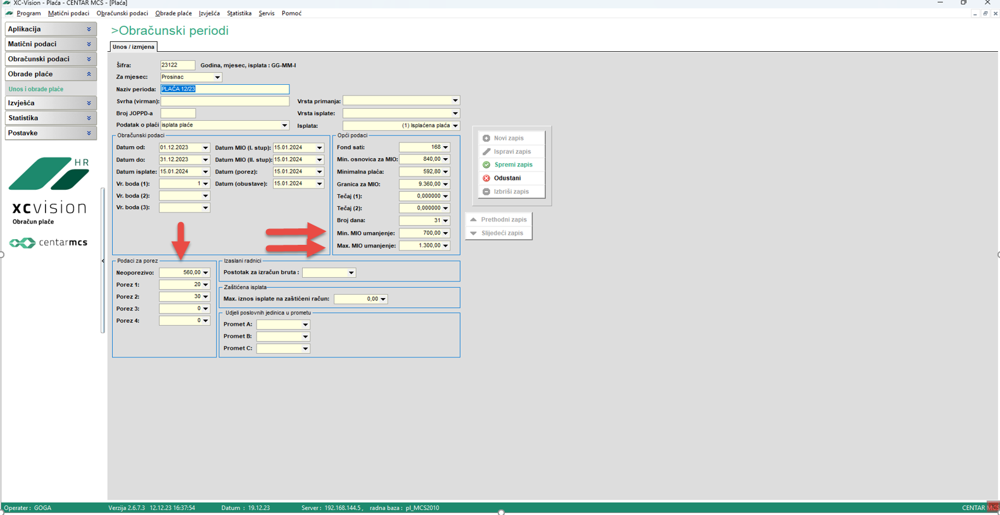 XC-Vision - Plaća - CENTAR MCS - [Plaća]
Program Matični podaci Obračunski podaci Obrade plaće Izvješća Statistika Servis Pomoć
Aplikacija
Matični podaci
Obračunski podaci
Obrade plaće
Unos i obrade plaće
Izvješća
Statistika
Postavke
HR
xcvision
Obračun plaće
centarmcs
>Obračunski periodi
Unos / izmjena
Šifra: 23122 Godina, mjesec, isplata : GG-MM-I
Za mjesec: Prosinac
Naziv perioda: PLAĆA 12/23
Svrha (virman): Vrsta primanja:
Broj JOPPD-a Vrsta isplate:
Podatak o plaći isplata plaće Isplata: (1) Isplaćena plaća
Obračunski podaci
Datum od: 01.12.2023 Datum MIO (I. stup): 15.01.2024
Datum do: 31.12.2023 Datum MIO (II. stup): 15.01.2024
Datum isplate: 15.01.2024 Datum (porez): 15.01.2024
Vr. boda (1): 1 Datum (obustave): 15.01.2024
Vr. boda (2):
Vr. boda (3):
Opći podaci
Fond sati: 168
Min. osnovica za MIO: 840,00
Minimalna plaća: 592,80
Granica za MIO: 9.360,00
Tečaj (1): 0,000000
Tečaj (2): 0,000000
Broj dana: 31
Min. MIO umanjenje: 700,00
Max. MIO umanjenje: 1.300,00
Novi zapis
Ispravi zapis
Spremi zapis
Odustani
Izbriši zapis
Prethodni zapis
Slijedeći zapis
Podaci za porez
Neoporezivo: 560,00
Porez 1: 20
Porez 2: 30
Porez 3: 0
Porez 4: 0
Izaslani radnici
Postotak za izračun bruta :
Zaštićena isplata
Max. iznos isplate na zaštićeni račun: 0,00
Udjeli poslovnih jedinica u prometu
Promet A:
Promet B:
Promet C:
Operater : GOGA Verzija 2.6.7.3 12.12.23 16:37:54 Datum : 19.12.23 Server : 192.168.144.5 , radna baza : pl_MCS2010 CENTAR MCS